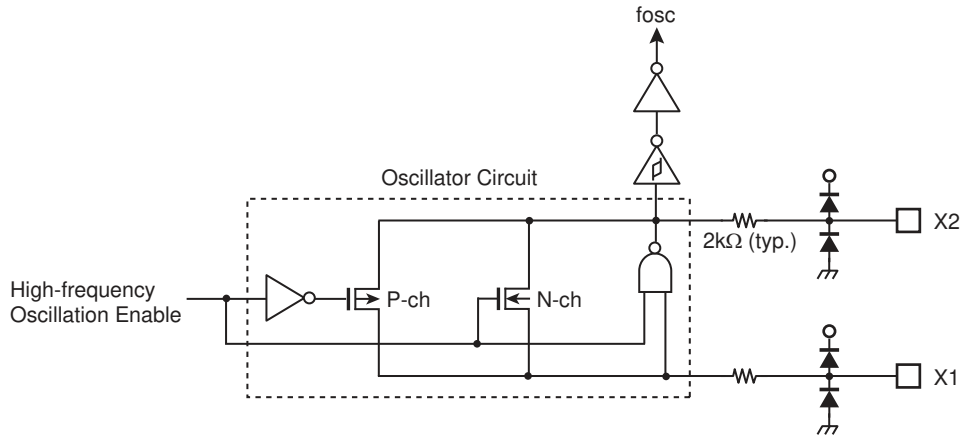 fosc
Oscillator Circuit
X2
2kΩ (typ.)
High-frequency
Oscillation Enable
P-ch
N-ch
X1